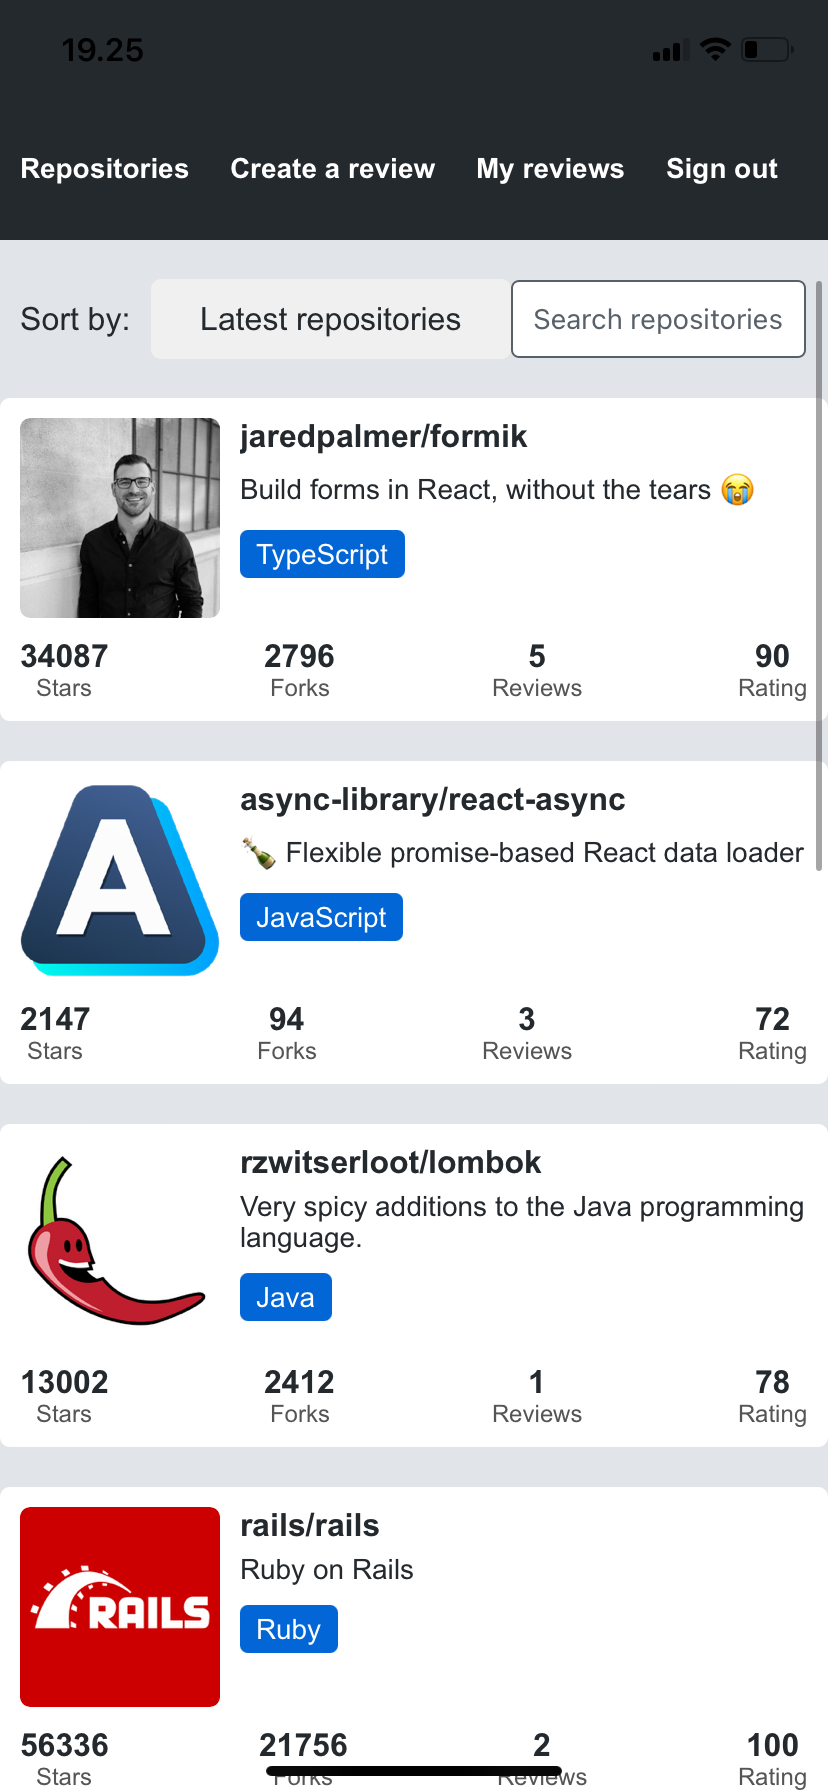 19.25
Repositories Create a review My reviews Sign out
Sort by: Latest repositories Search repositories
jaredpalmer/formik
Build forms in React, without the tears 😭
TypeScript
34087 2796 5 90
Stars Forks Reviews Rating
A
async-library/react-async
🍾 Flexible promise-based React data loader
JavaScript
2147 94 3 72
Stars Forks Reviews Rating
rzwitserloot/lombok
Very spicy additions to the Java programming
language.
Java
13002 2412 1 78
Stars Forks Reviews Rating
rails/rails
Ruby on Rails
Ruby
RAILS
56336 21756 2 100
Stars Forks Reviews Rating